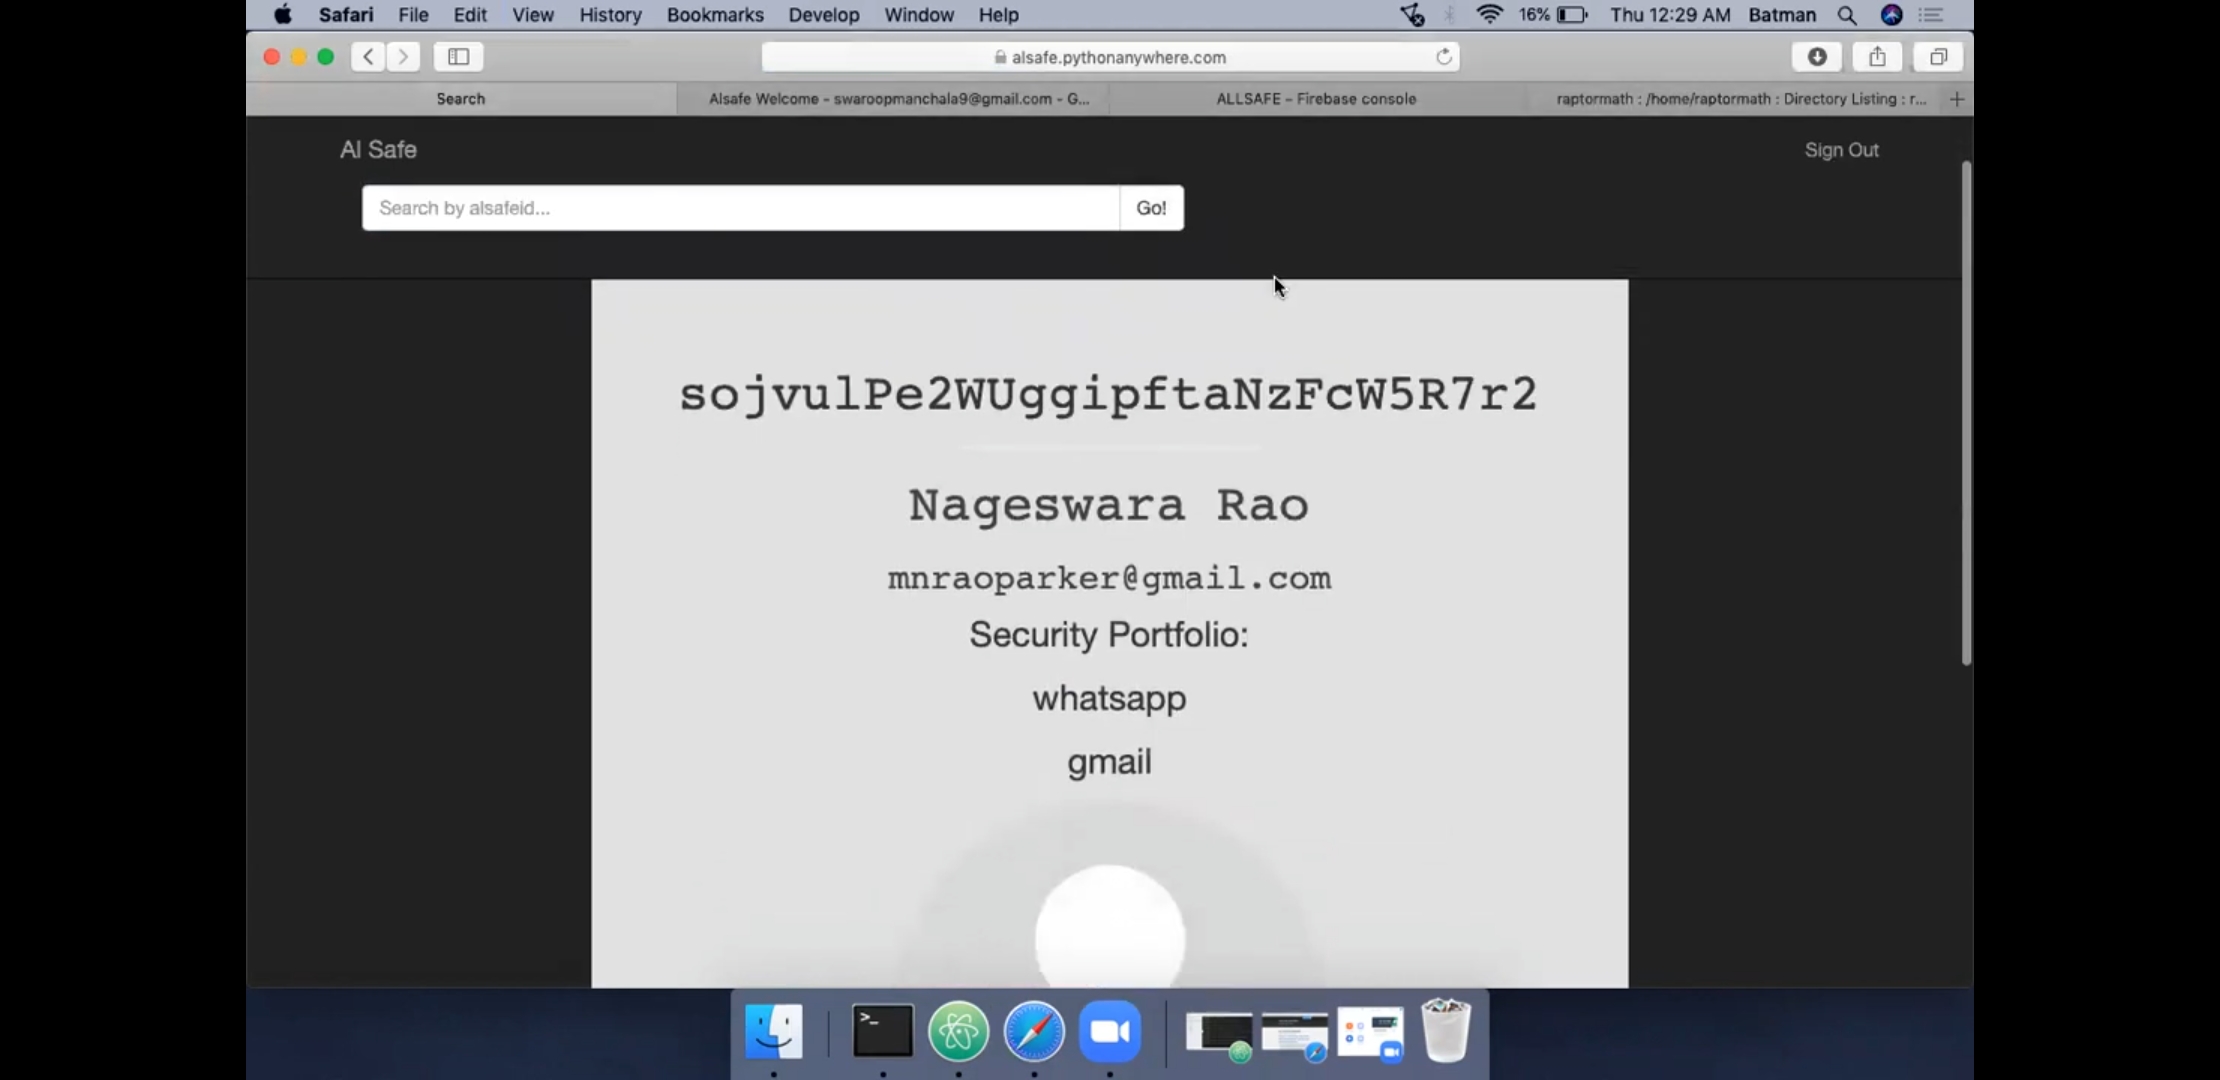 Safari File Edit View History Bookmarks Develop Window Help 16% Thu 12:29 AM Batman
alsafe.pythonanywhere.com
Search Alsafe Welcome - swaroopmanchala9@gmail.com - G... ALLSAFE – Firebase console raptormath : /home/raptormath : Directory Listing : r... +
Al Safe Sign Out
Search by alsafeid... Go!
sojvulPe2WUggipftaNzFcW5R7r2
Nageswara Rao
mnraoparker@gmail.com
Security Portfolio:
whatsapp
gmail
>_